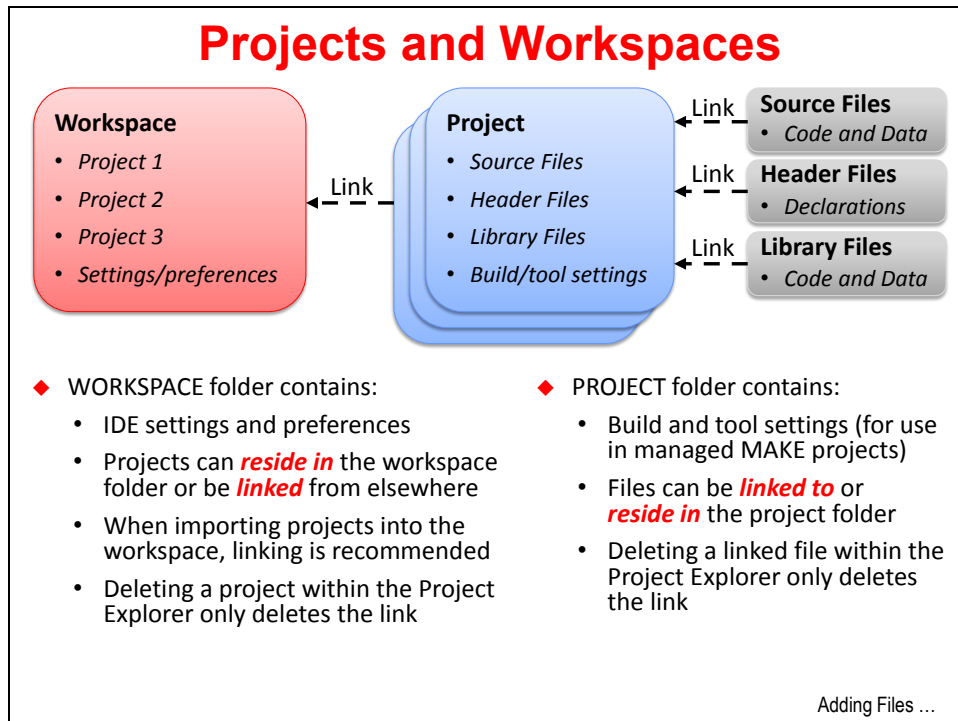 Projects and Workspaces
Workspace
• Project 1
• Project 2
• Project 3
• Settings/preferences
Link
Project
• Source Files
• Header Files
• Library Files
• Build/tool settings
Link
Source Files
• Code and Data
Link
Header Files
• Declarations
Link
Library Files
• Code and Data
◆ WORKSPACE folder contains:
• IDE settings and preferences
• Projects can reside in the workspace
folder or be linked from elsewhere
• When importing projects into the
workspace, linking is recommended
• Deleting a project within the Project
Explorer only deletes the link
◆ PROJECT folder contains:
• Build and tool settings (for use
in managed MAKE projects)
• Files can be linked to or
reside in the project folder
• Deleting a linked file within the
Project Explorer only deletes
the link
Adding Files …